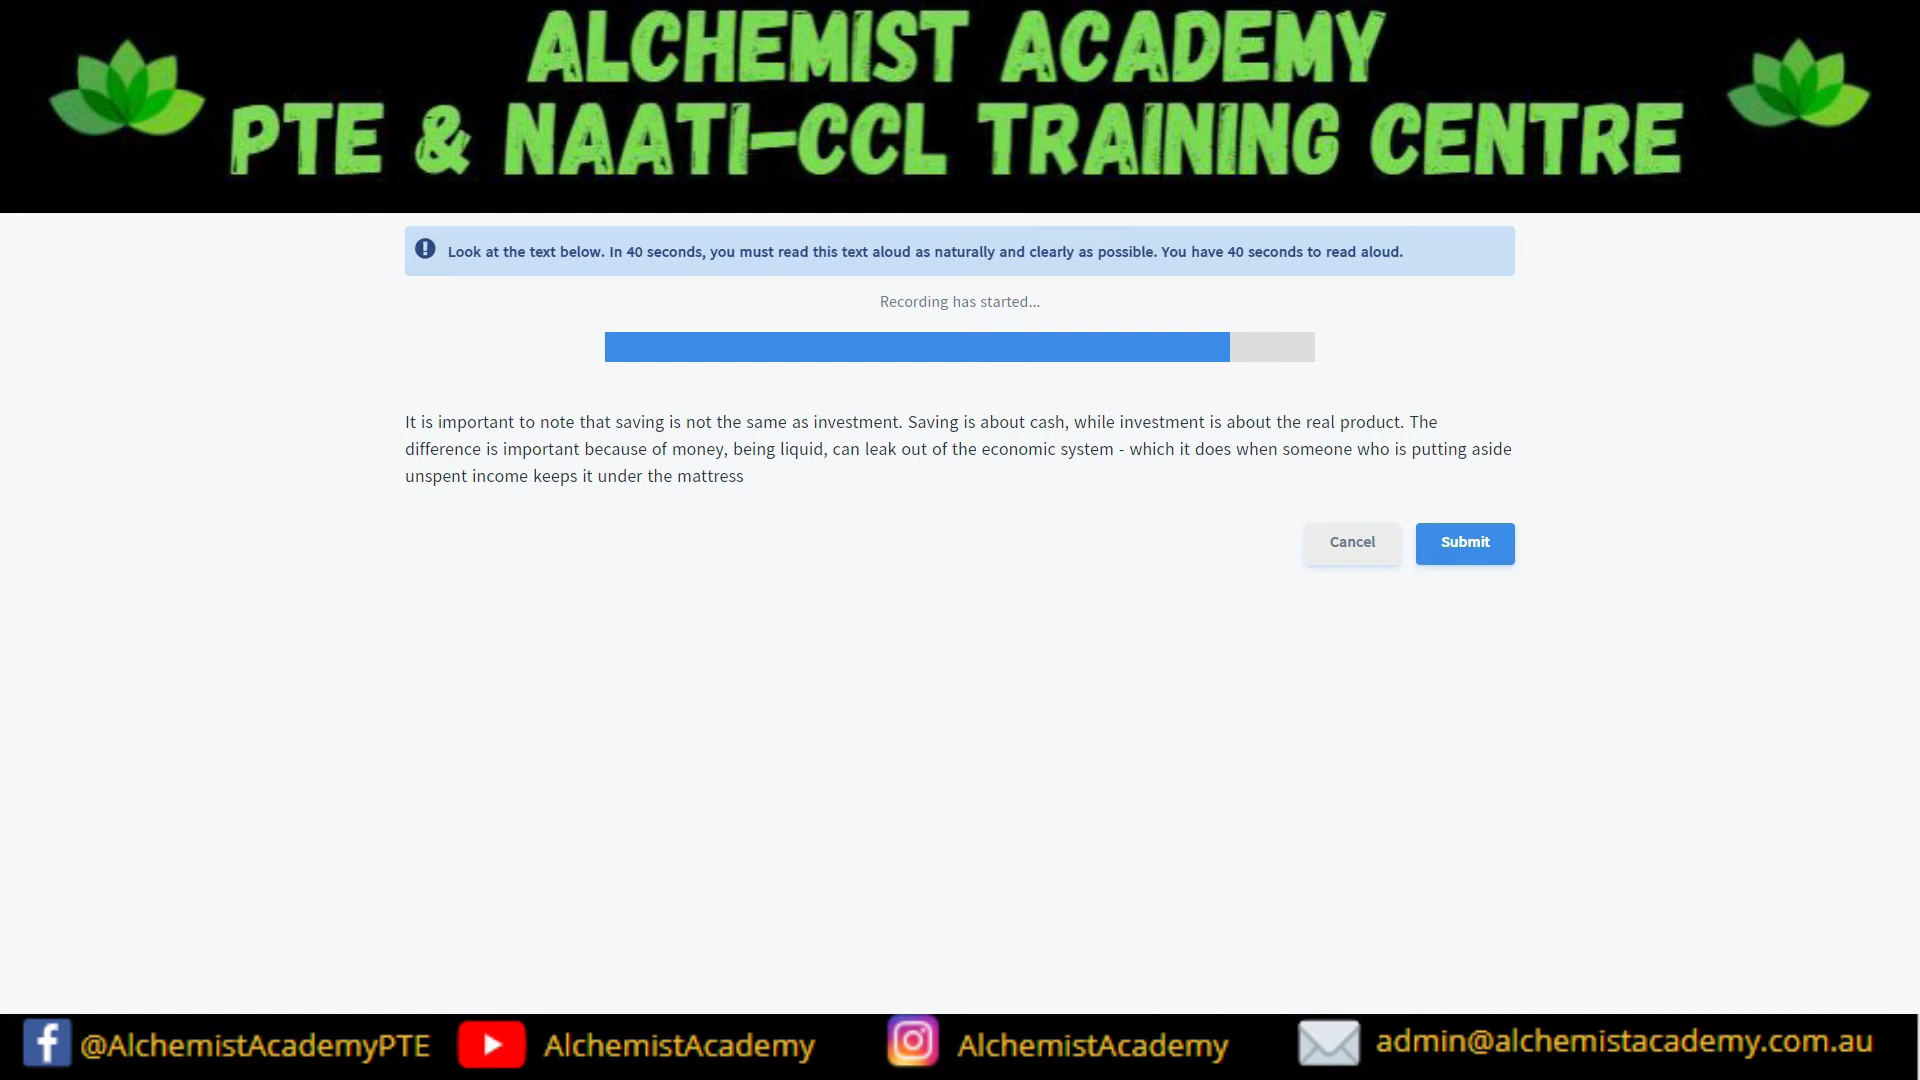 ALCHEMIST ACADEMY
PTE & NAATI-CCL TRAINING CENTRE
Look at the text below. In 40 seconds, you must read this text aloud as naturally and clearly as possible. You have 40 seconds to read aloud.
Recording has started...
It is important to note that saving is not the same as investment. Saving is about cash, while investment is about the real product. The
difference is important because of money, being liquid, can leak out of the economic system - which it does when someone who is putting aside
unspent income keeps it under the mattress
Cancel Submit
@AlchemistAcademyPTE AlchemistAcademy AlchemistAcademy admin@alchemistacademy.com.au